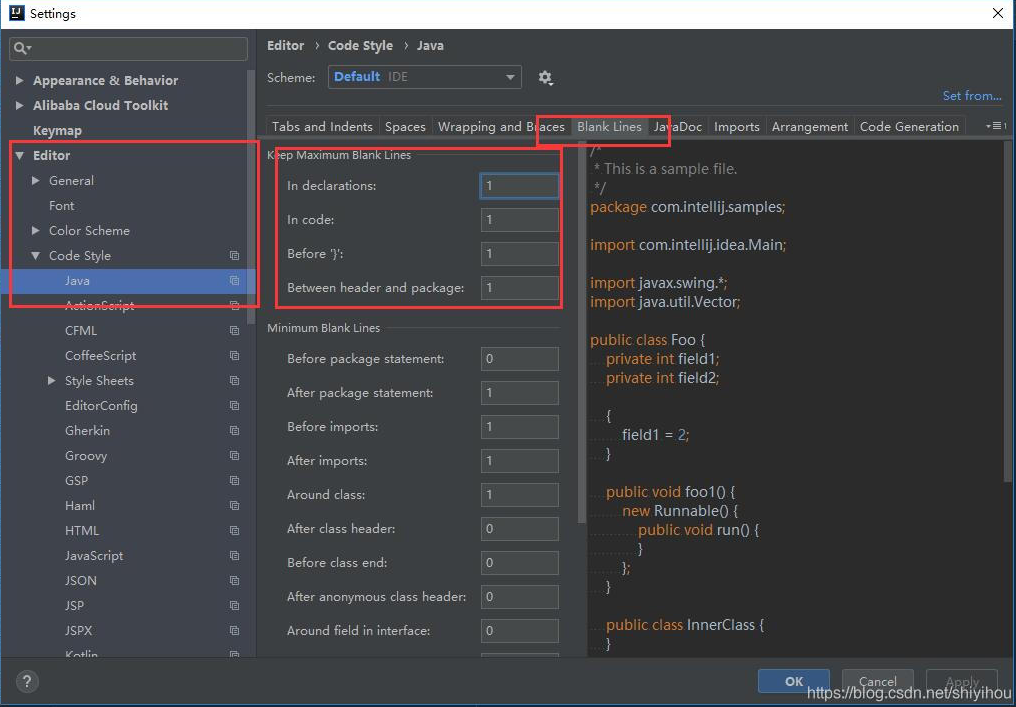 Settings
Appearance & Behavior
Alibaba Cloud Toolkit
Keymap
Editor
General
Font
Color Scheme
Code Style
Java
ActionScript
CFML
CoffeeScript
Style Sheets
EditorConfig
Gherkin
Groovy
GSP
Haml
HTML
JavaScript
JSON
JSP
JSPX
Kotlin
Editor › Code Style › Java
Scheme: Default IDE
Set from...
Tabs and Indents Spaces Wrapping and Braces Blank Lines JavaDoc Imports Arrangement Code Generation
Keep Maximum Blank Lines
In declarations: 1
In code: 1
Before '}': 1
Between header and package: 1
Minimum Blank Lines
Before package statement: 0
After package statement: 1
Before imports: 1
After imports: 1
Around class: 1
After class header: 0
Before class end: 0
After anonymous class header: 0
Around field in interface: 0
/*
* This is a sample file.
*/
package com.intellij.samples;
import com.intellij.idea.Main;
import javax.swing.*;
import java.util.Vector;
public class Foo {
private int field1;
private int field2;
{
field1 = 2;
}
public void foo1() {
new Runnable() {
public void run() {
}
};
}
public class InnerClass {
}
?
OK Cancel Apply
https://blog.csdn.net/shiyihou